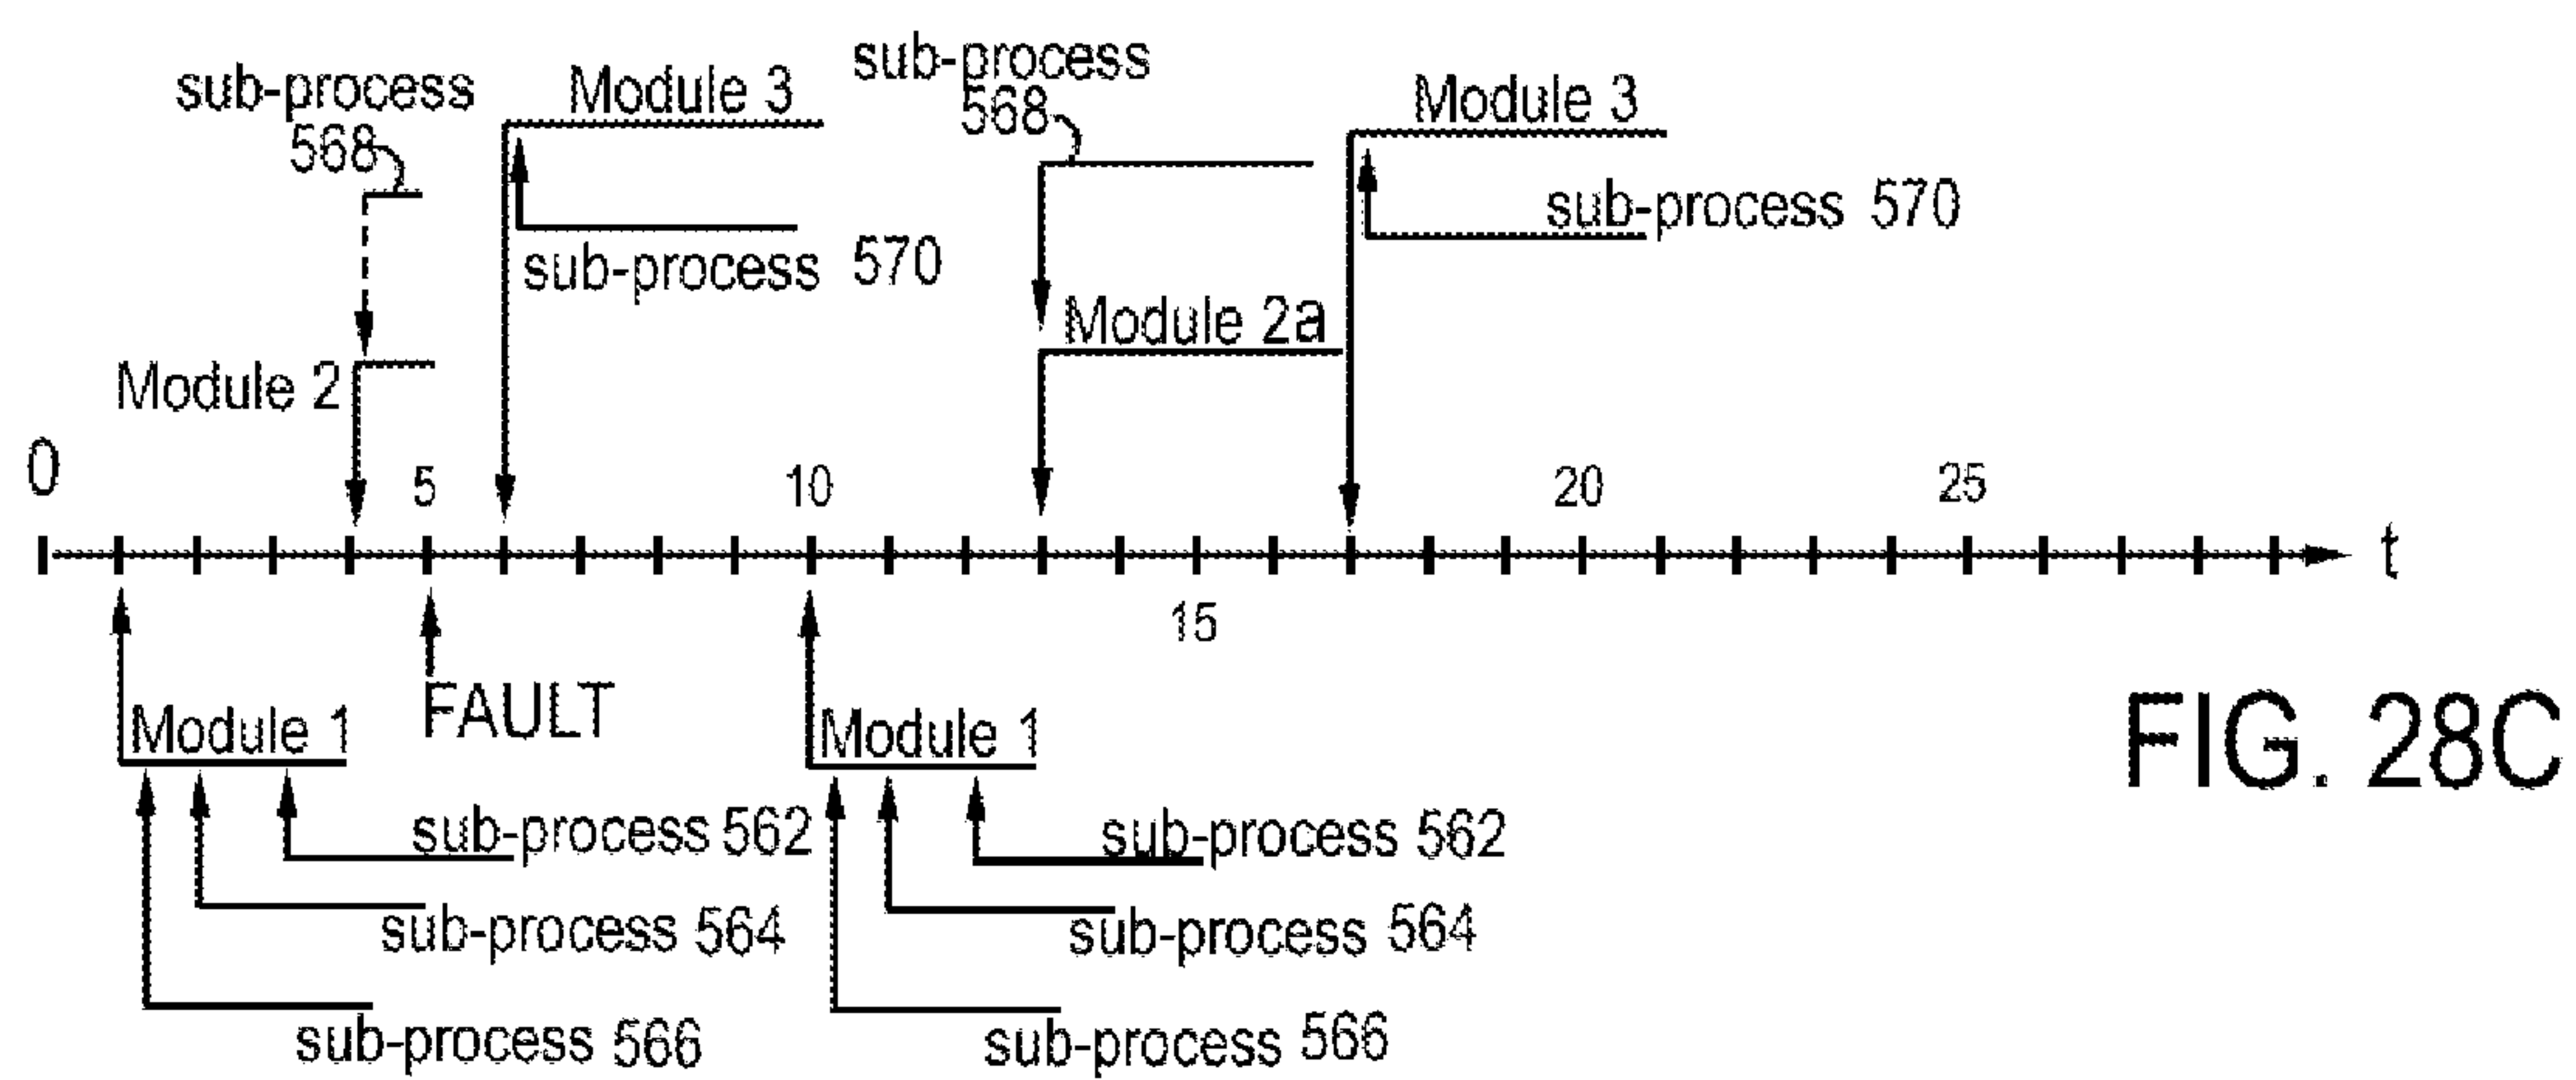 sub-process
568
Module 3
sub-process
568
Module 3
sub-process 570
sub-process 570
Module 2a
Module 2
0
5
10
20
25
t
15
FAULT
Module 1
Module 1
FIG. 28C
sub-process 562
sub-process 562
sub-process 564
sub-process 564
sub-process 566
sub-process 566